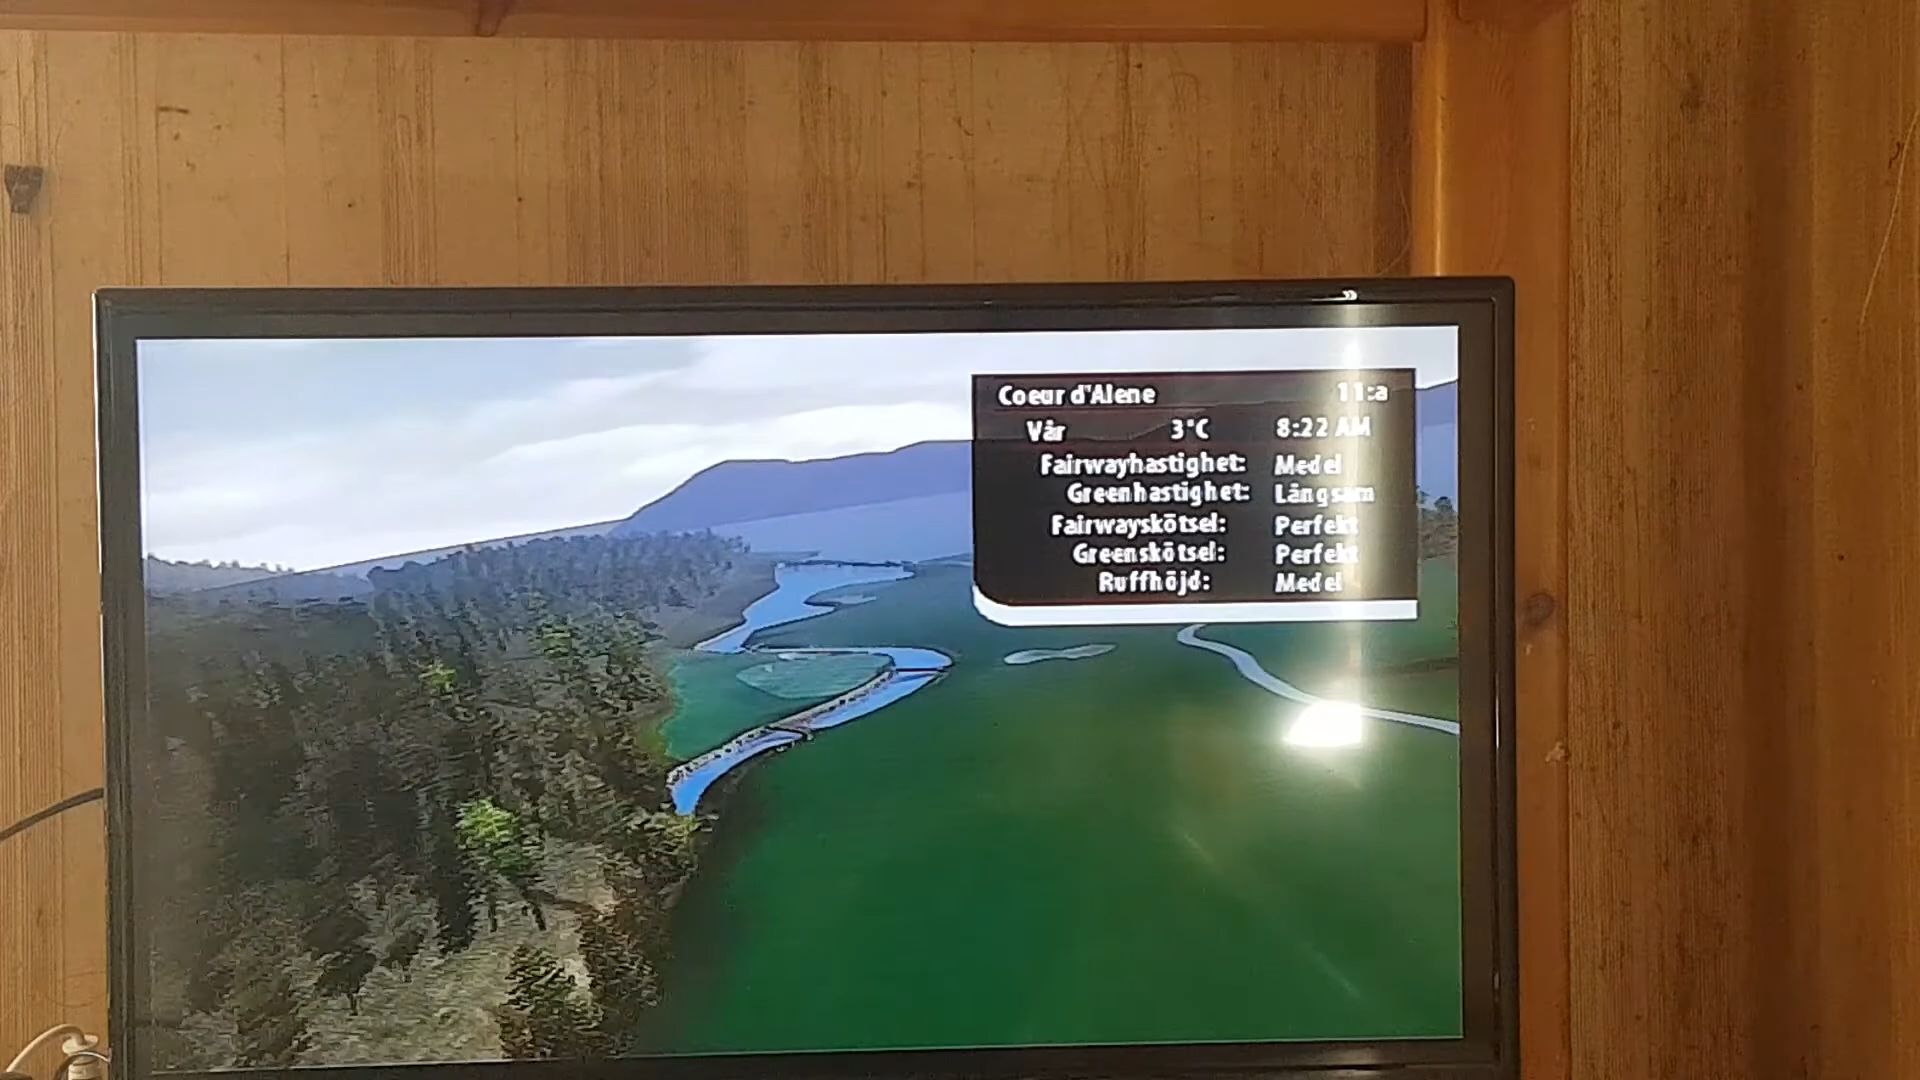 Coeur d'Alene 11:a
Vår 3°C 8:22 AM
Fairwayhastighet: Medel
Greenhastighet: Långsam
Fairwayskötsel: Perfekt
Greenskötsel: Perfekt
Ruffhöjd: Medel